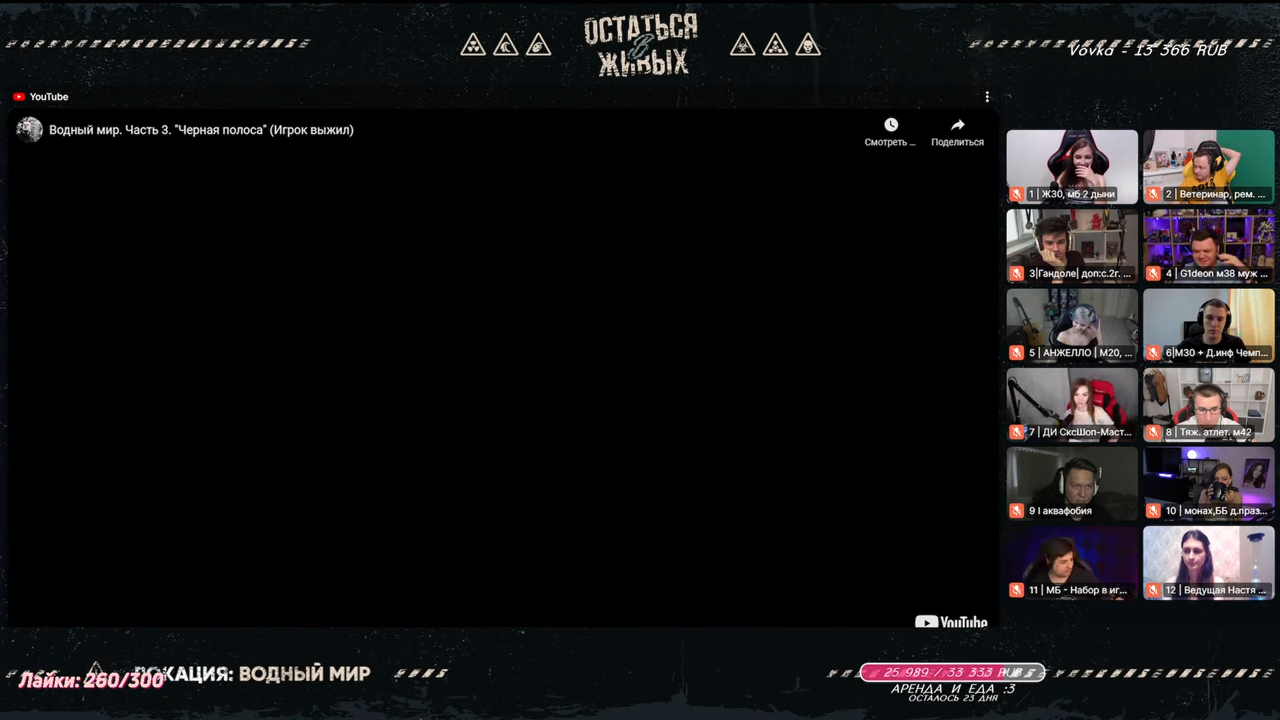 ОСТАТЬСЯ
В
ЖИВЫХ
Vovka - 13 366 RUB
YouTube
Водный мир. Часть 3. "Черная полоса" (Игрок выжил)
Смотреть ...
Поделиться
1 | Ж30, мб 2 дыни
2 | Ветеринар, рем. ...
3|Гандоле| доп:с.2г. ...
4 | G1deon м38 муж ...
5 | АНЖЕЛЛО | М20, ...
6|М30 + Д.инф Чемп...
7 | ДИ СксШоп-Маст...
8 | Тяж. атлет. м42
9 I аквафобия
10 | монах,ББ д.праз...
11 | МБ - Набор в иг...
12 | Ведущая Настя ...
YouTube
ЛОКАЦИЯ: ВОДНЫЙ МИР
Лайки: 260/300
25 989 / 33 333 RUB
АРЕНДА И ЕДА :3
ОСТАЛОСЬ 23 ДНЯ